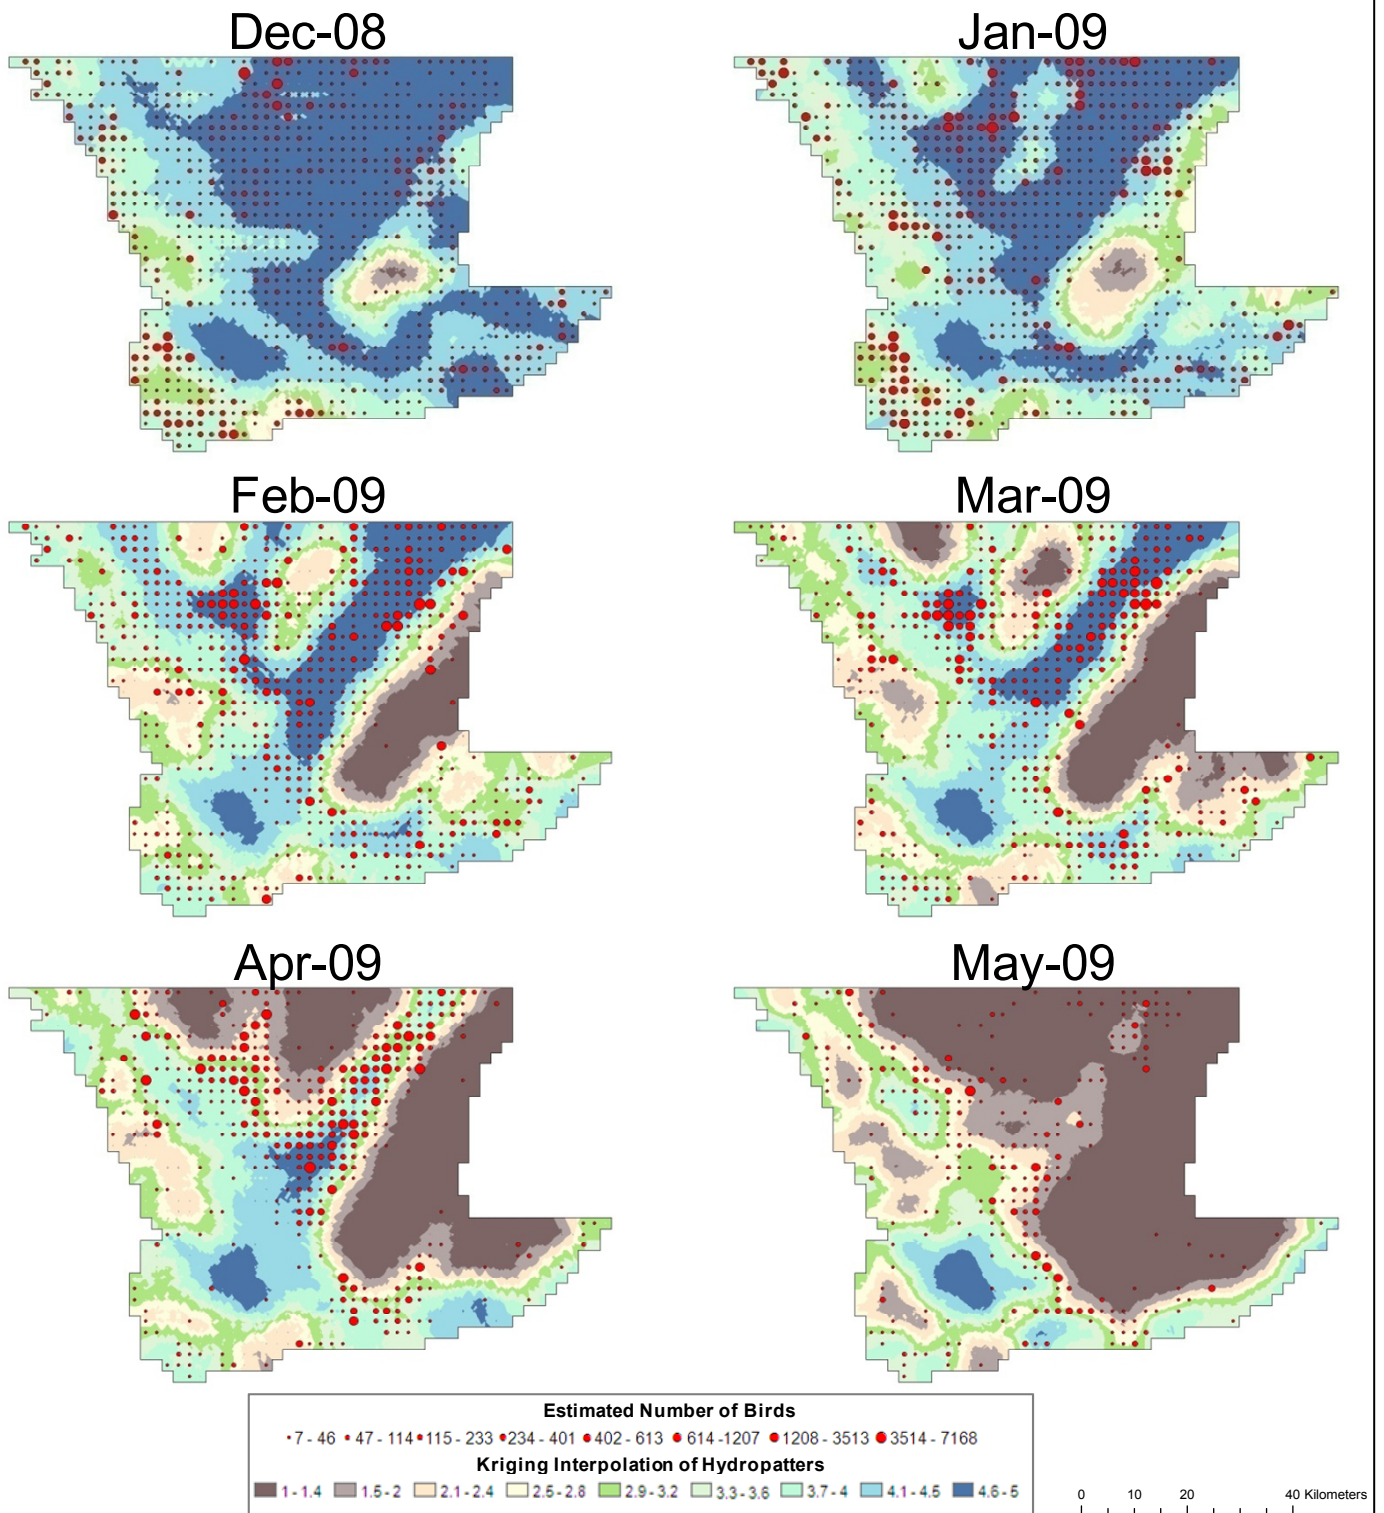 Dec-08
Jan-09
Feb-09
Mar-09
Apr-09
May-09
Estimated Number of Birds
7 - 46 47 - 114 115 - 233 234 - 401 402 - 613 614 -1207 1208 - 3513 3514 - 7168
Kriging Interpolation of Hydropatters
1 - 1.4 1.5 - 2 2.1 - 2.4 2.5 - 2.8 2.9 - 3.2 3.3 - 3.6 3.7 - 4 4.1 - 4.5 4.6 - 5
0 10 20 40 Kilometers